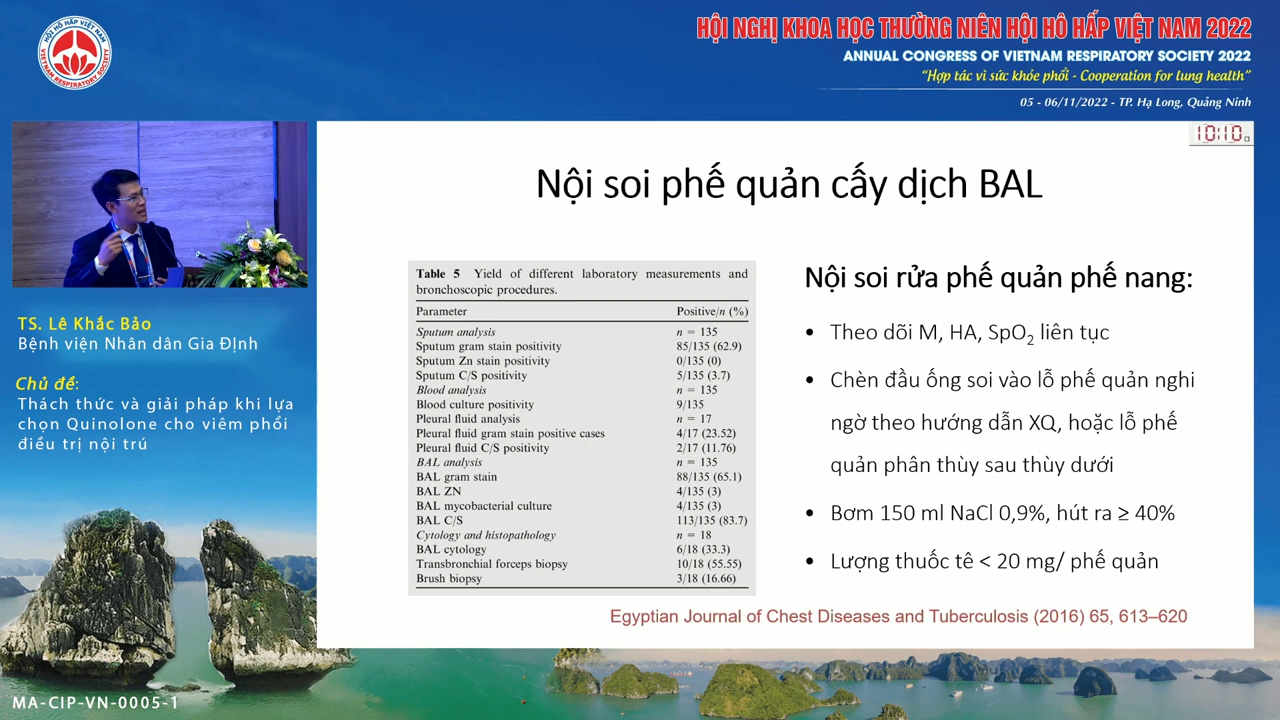 HỘI HÔ HẤP VIỆT NAM
VIETNAM RESPIRATORY SOCIETY
HỘI NGHỊ KHOA HỌC THƯỜNG NIÊN HỘI HÔ HẤP VIỆT NAM 2022
ANNUAL CONGRESS OF VIETNAM RESPIRATORY SOCIETY 2022
“Hợp tác vì sức khỏe phổi - Cooperation for lung health”
05 - 06/11/2022 - TP. Hạ Long, Quảng Ninh
TS. Lê Khắc Bảo
Bệnh viện Nhân dân Gia Định
Chủ đề:
Thách thức và giải pháp khi lựa
chọn Quinolone cho viêm phổi
điều trị nội trú
10:10
Nội soi phế quản cấy dịch BAL
Table 5 Yield of different laboratory measurements and
bronchoscopic procedures.
Parameter Positive/n (%)
Sputum analysis n = 135
Sputum gram stain positivity 85/135 (62.9)
Sputum Zn stain positivity 0/135 (0)
Sputum C/S positivity 5/135 (3.7)
Blood analysis n = 135
Blood culture positivity 9/135
Pleural fluid analysis n = 17
Pleural fluid gram stain positive cases 4/17 (23.52)
Pleural fluid C/S positivity 2/17 (11.76)
BAL analysis n = 135
BAL gram stain 88/135 (65.1)
BAL ZN 4/135 (3)
BAL mycobacterial culture 4/135 (3)
BAL C/S 113/135 (83.7)
Cytology and histopathology n = 18
BAL cytology 6/18 (33.3)
Transbronchial forceps biopsy 10/18 (55.55)
Brush biopsy 3/18 (16.66)
Nội soi rửa phế quản phế nang:
• Theo dõi M, HA, SpO2 liên tục
• Chèn đầu ống soi vào lỗ phế quản nghi
ngờ theo hướng dẫn XQ, hoặc lỗ phế
quản phân thùy sau thùy dưới
• Bơm 150 ml NaCl 0,9%, hút ra ≥ 40%
• Lượng thuốc tê < 20 mg/ phế quản
Egyptian Journal of Chest Diseases and Tuberculosis (2016) 65, 613–620
MA-CIP-VN-0005-1